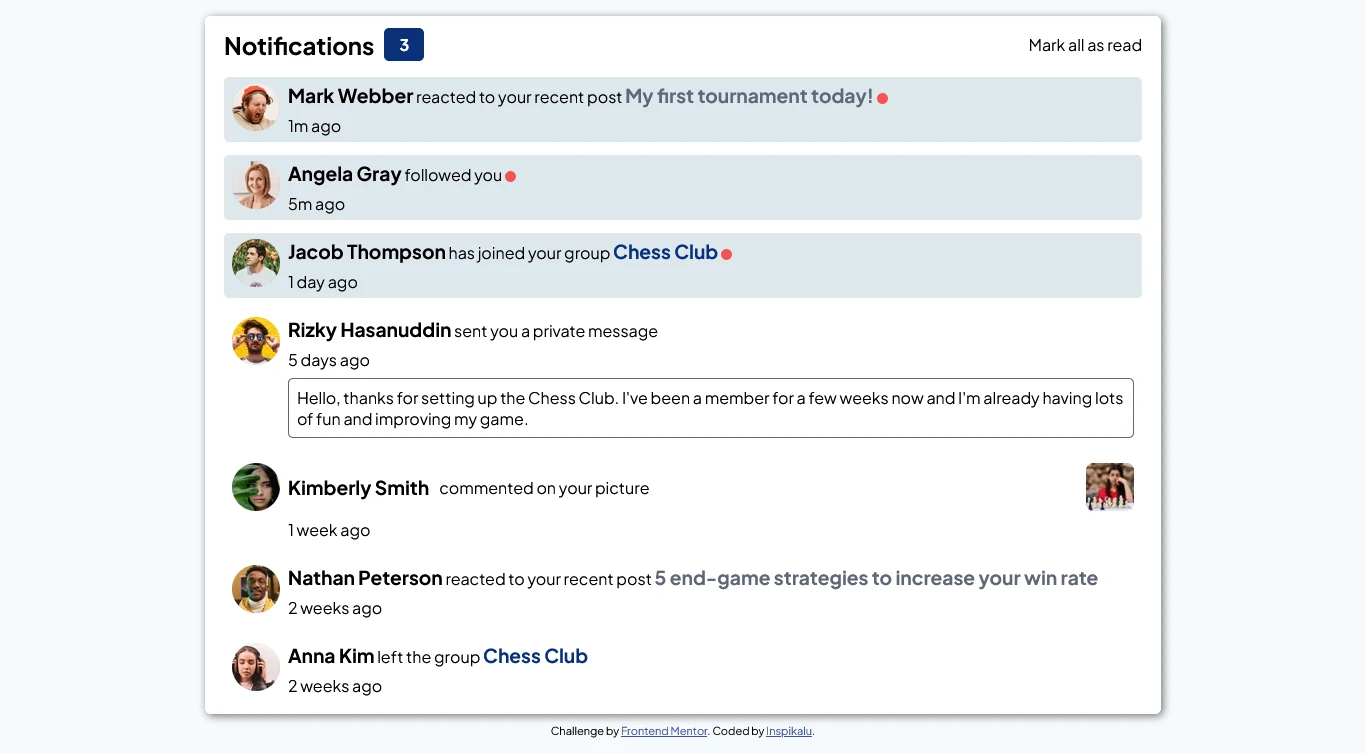 Notifications 3 Mark all as read
Mark Webber reacted to your recent post My first tournament today!
1m ago
Angela Gray followed you
5m ago
Jacob Thompson has joined your group Chess Club
1 day ago
Rizky Hasanuddin sent you a private message
5 days ago
Hello, thanks for setting up the Chess Club. I've been a member for a few weeks now and I'm already having lots
of fun and improving my game.
Kimberly Smith commented on your picture
1 week ago
Nathan Peterson reacted to your recent post 5 end-game strategies to increase your win rate
2 weeks ago
Anna Kim left the group Chess Club
2 weeks ago
Challenge by Frontend Mentor. Coded by Inspikalu.